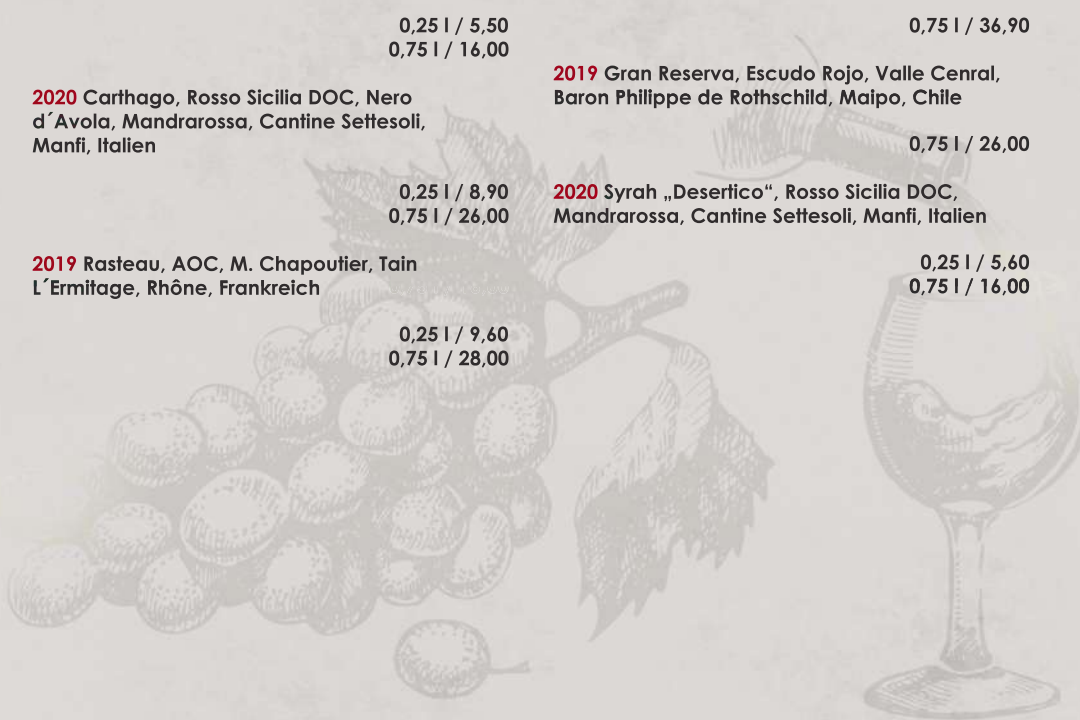 0,25 l / 5,50
0,75 l / 16,00
2020 Carthago, Rosso Sicilia DOC, Nero
d´Avola, Mandrarossa, Cantine Settesoli,
Manfi, Italien
0,25 l / 8,90
0,75 l / 26,00
2019 Rasteau, AOC, M. Chapoutier, Tain
L´Ermitage, Rhône, Frankreich
0,25 l / 9,60
0,75 l / 28,00
0,75 l / 36,90
2019 Gran Reserva, Escudo Rojo, Valle Cenral,
Baron Philippe de Rothschild, Maipo, Chile
0,75 l / 26,00
2020 Syrah „Desertico“, Rosso Sicilia DOC,
Mandrarossa, Cantine Settesoli, Manfi, Italien
0,25 l / 5,60
0,75 l / 16,00